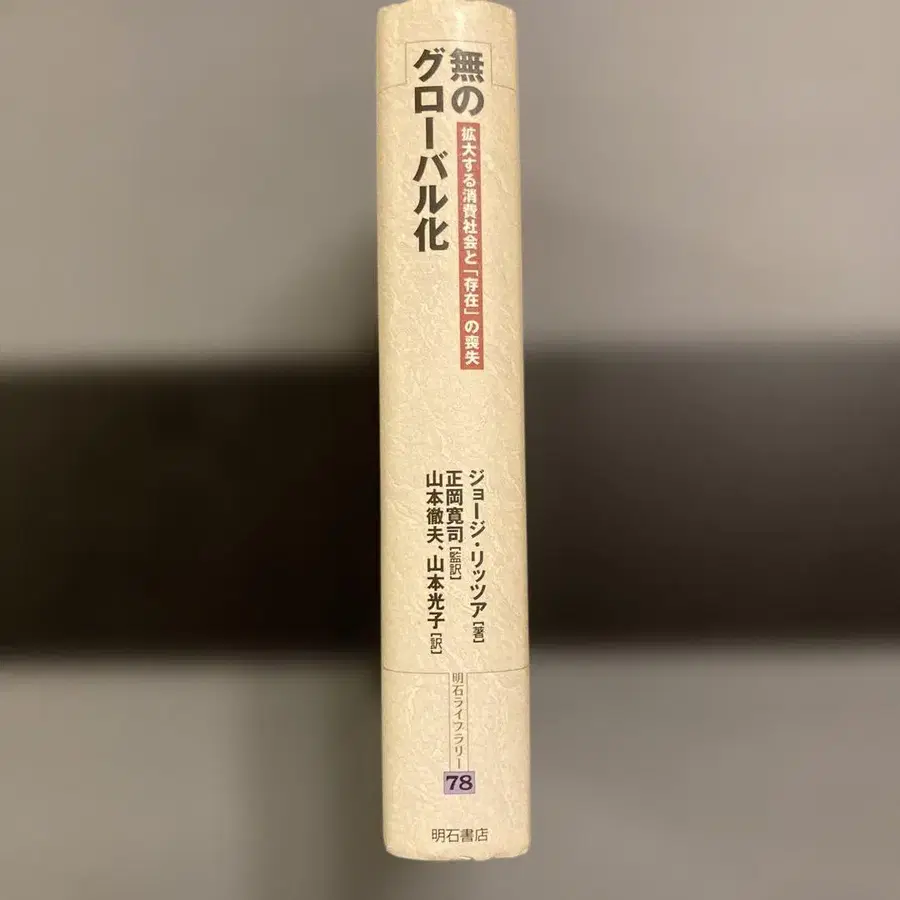 無の
グローバル化
拡大する消費社会と「存在」の喪失
ジョージ・リッツア[著]
正岡寛司[監訳]
山本徹夫、山本光子[訳]
明石ライブラリー
78
明石書店